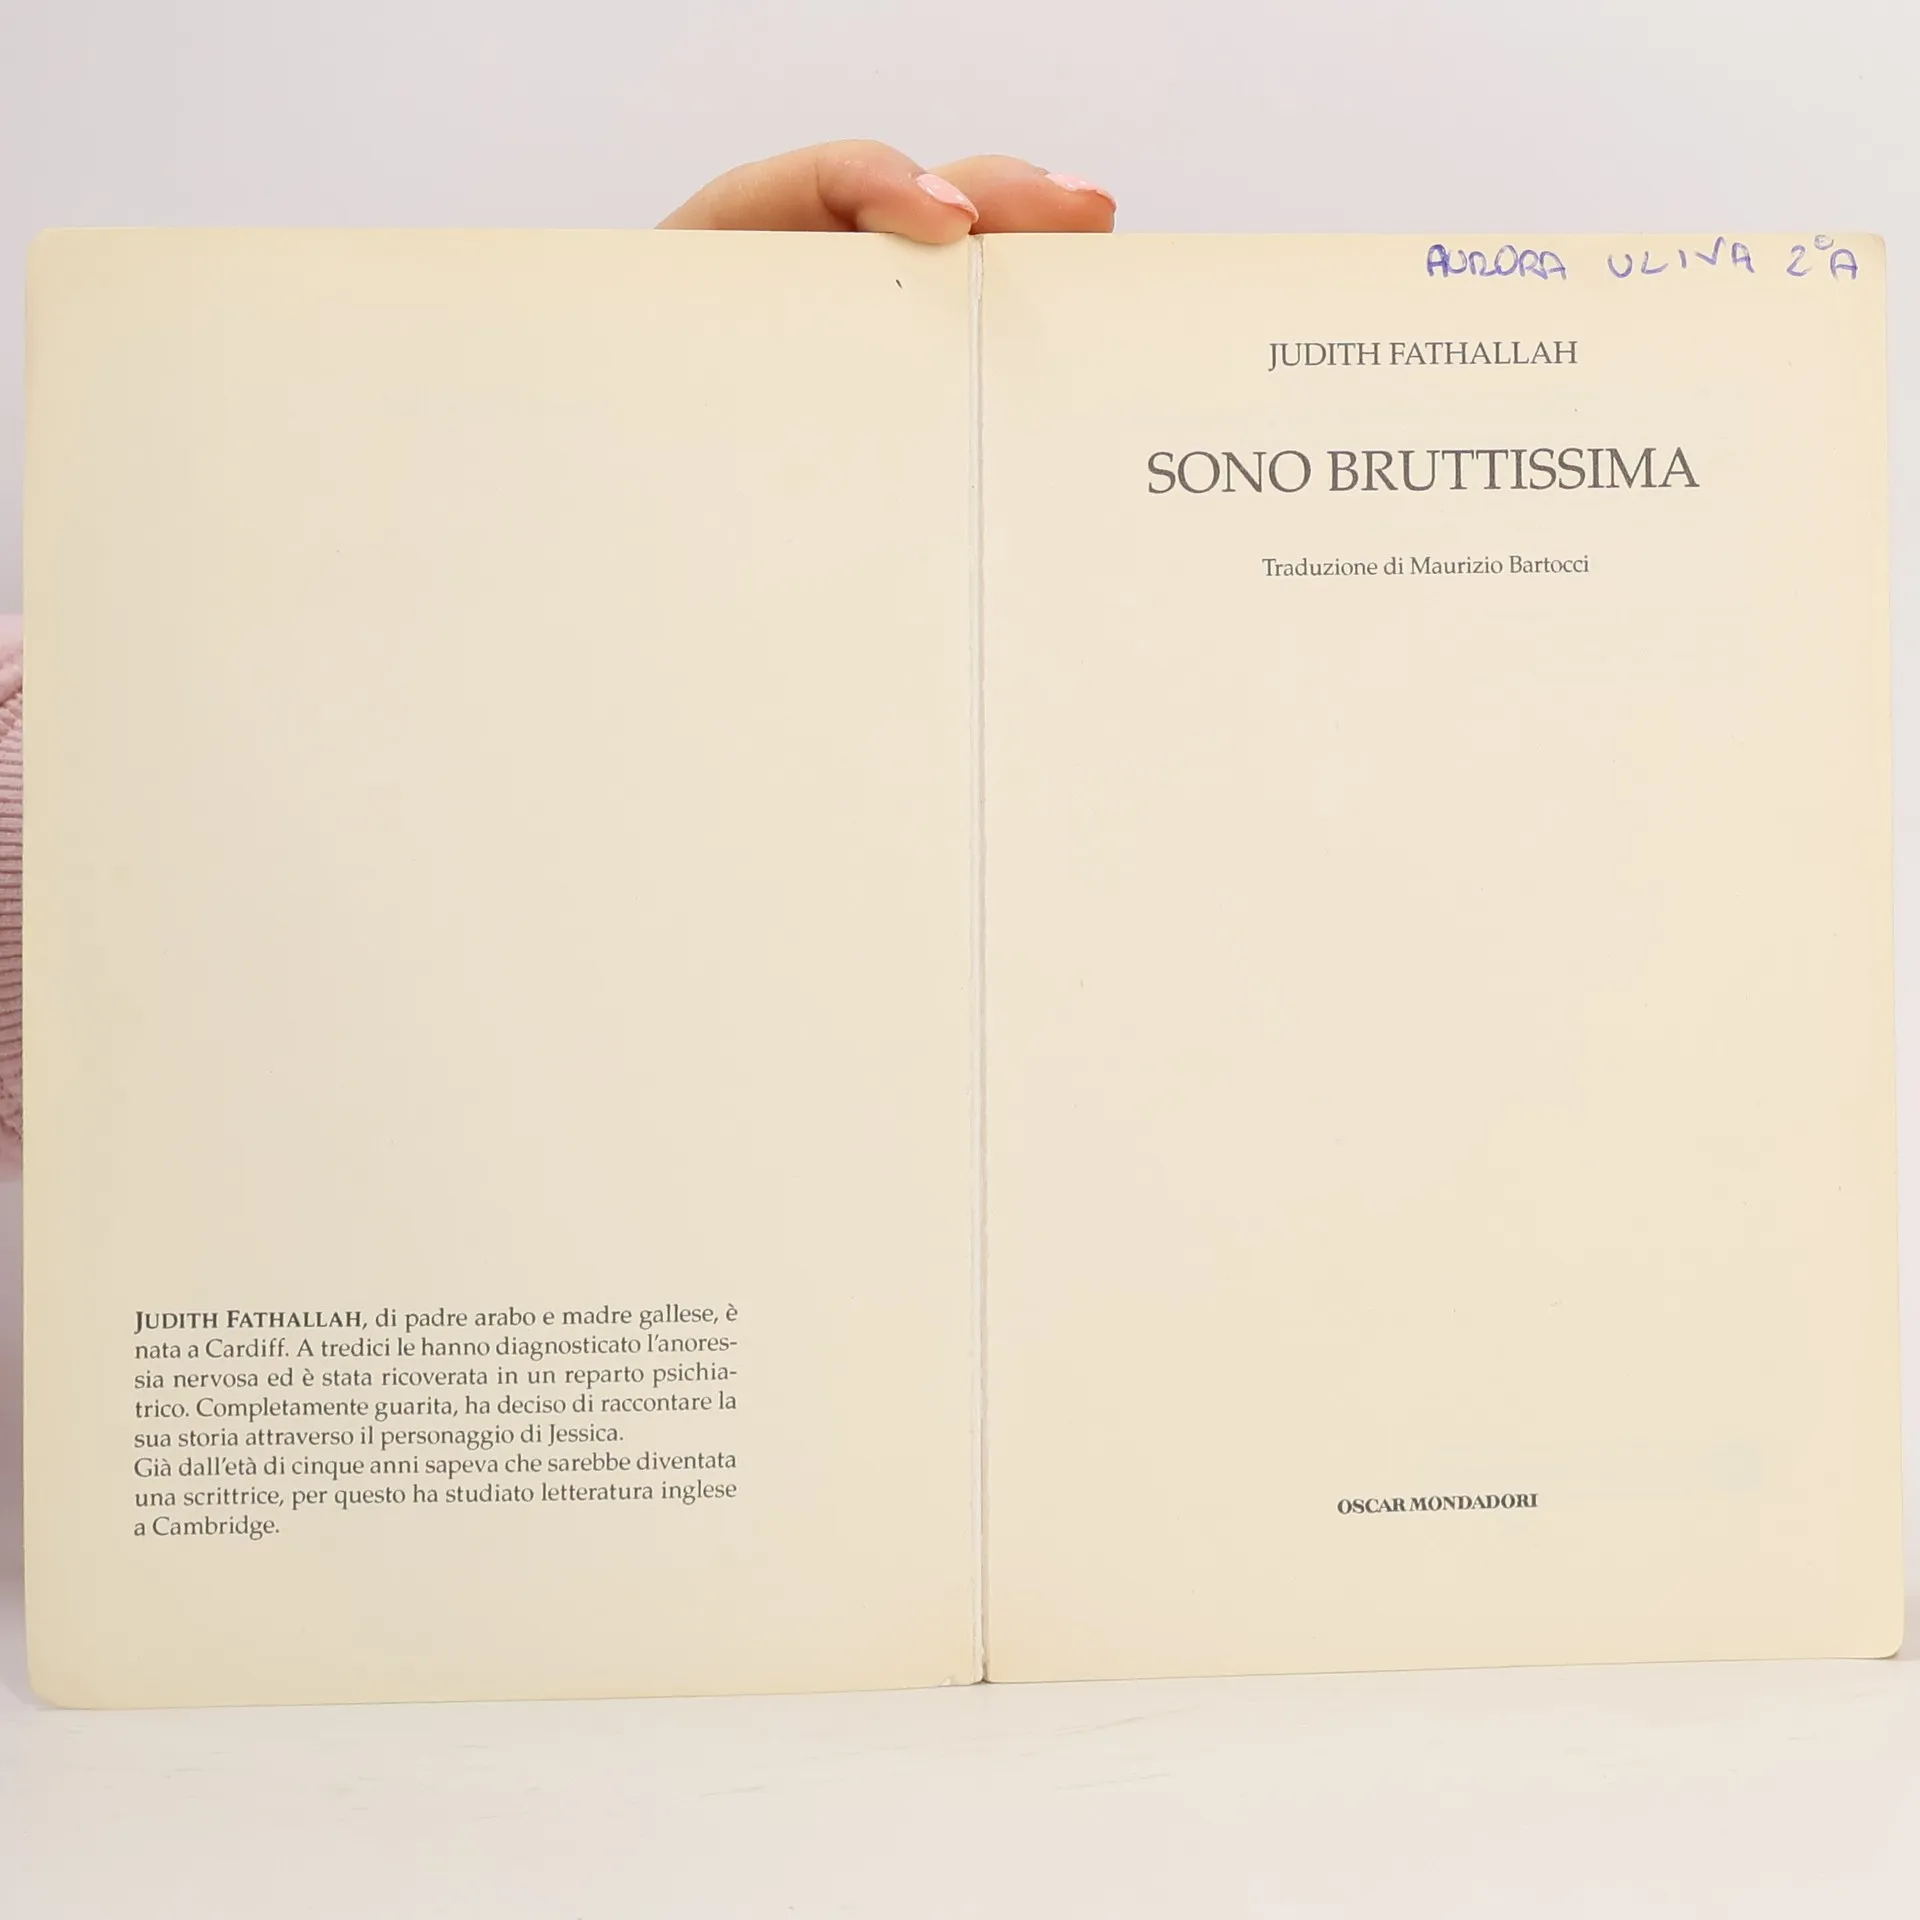 JUDITH FATHALLAH, di padre arabo e madre gallese, è
nata a Cardiff. A tredici le hanno diagnosticato l'anores-
sia nervosa ed è stata ricoverata in un reparto psichia-
trico. Completamente guarita, ha deciso di raccontare la
sua storia attraverso il personaggio di Jessica.
Già dall'età di cinque anni sapeva che sarebbe diventata
una scrittrice, per questo ha studiato letteratura inglese
a Cambridge.
AURORA ULIVA 2°A
JUDITH FATHALLAH
SONO BRUTTISSIMA
Traduzione di Maurizio Bartocci
OSCAR MONDADORI